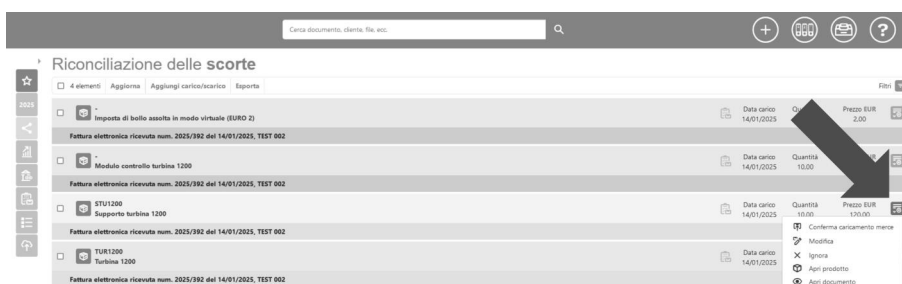 Cerca documento, cliente, file, ecc.
+
?
Riconciliazione delle scorte
4 elementi Aggiorna Aggiungi carico/scarico Esporta Filtri
2025
-
Imposta di bollo assolta in modo virtuale (EURO 2)
Data carico Prezzo EUR
14/01/2025 2,00
Fattura elettronica ricevuta num. 2025/392 del 14/01/2025, TEST 002
-
Modulo controllo turbina 1200
Data carico Quantità
14/01/2025 10,00
Fattura elettronica ricevuta num. 2025/392 del 14/01/2025, TEST 002
STU1200
Supporto turbina 1200
Data carico Quantità Prezzo EUR
14/01/2025 10,00 120,00
Fattura elettronica ricevuta num. 2025/392 del 14/01/2025, TEST 002
Conferma caricamento merce
Modifica
Ignora
Apri prodotto
Apri documento
TUR1200
Turbina 1200
Data carico
14/01/2025
Fattura elettronica ricevuta num. 2025/392 del 14/01/2025, TEST 002